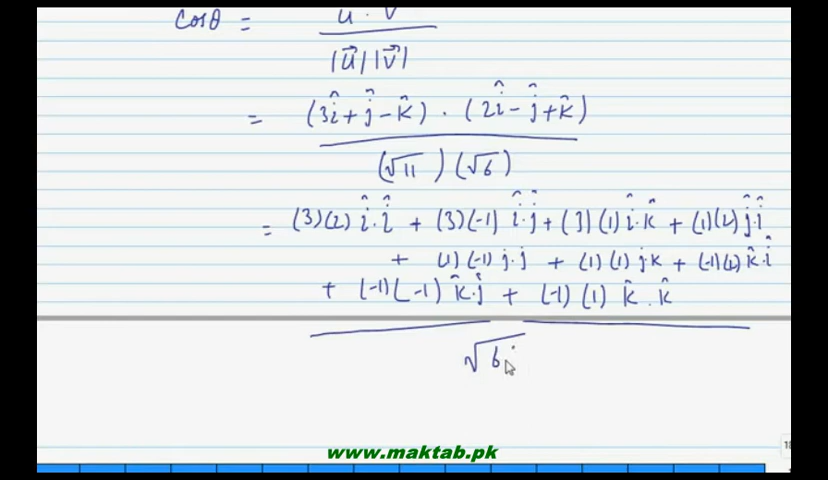 Cosθ = u · v
|u⃗| |v⃗|
= (3î + ĵ - k̂) · (2î - ĵ + k̂)
(√11) (√6)
= (3)(2) î·î + (3)(-1) î·ĵ + (3)(1) î·k̂ + (1)(2) ĵ·î
+ (1)(-1) j·j + (1)(1) j·k + (-1)(2) k̂·î
+ (-1)(-1) k̂·ĵ + (-1)(1) k̂·k̂
√6
www.maktab.pk